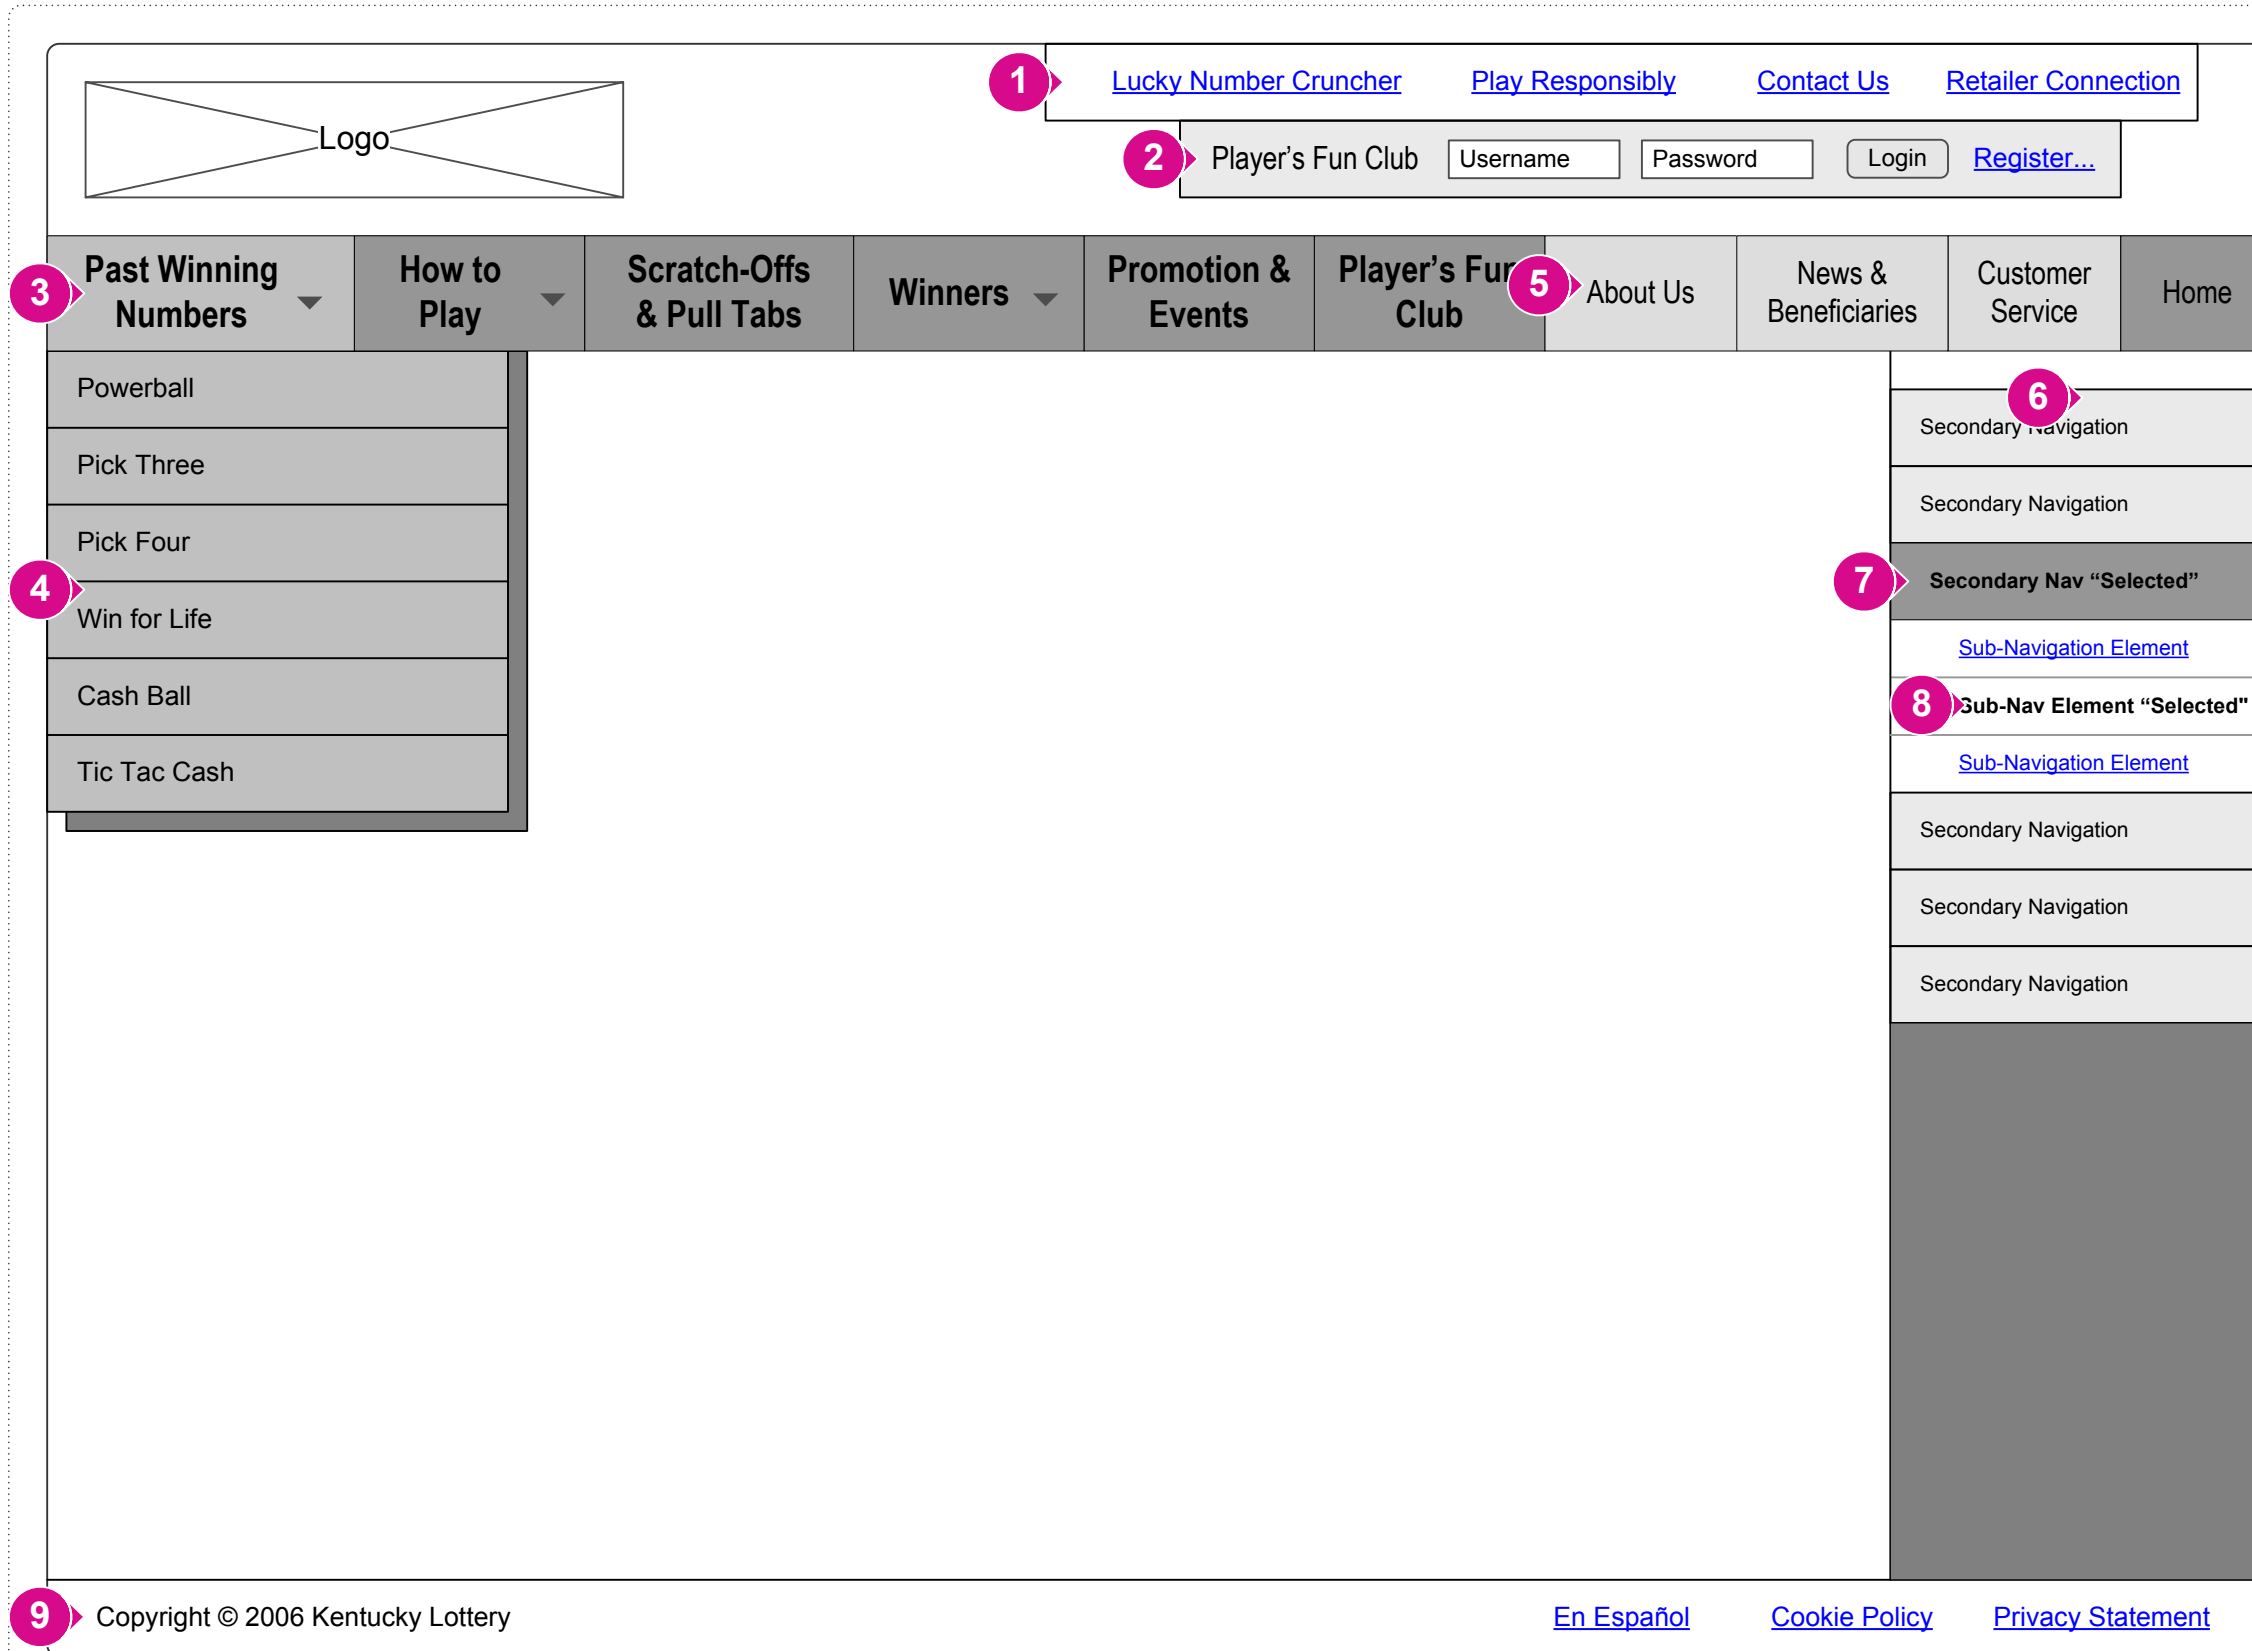 1
Lucky Number Cruncher Play Responsibly Contact Us Retailer Connection
Logo
2
Player’s Fun Club Username Password Login Register...
3
Past Winning
Numbers
How to
Play
Scratch-Offs
& Pull Tabs
Winners
Promotion &
Events
Player’s Fun
Club
5
About Us
News &
Beneficiaries
Customer
Service
Home
Powerball
Pick Three
Pick Four
4
Win for Life
Cash Ball
Tic Tac Cash
6
Secondary Navigation
Secondary Navigation
7
Secondary Nav “Selected”
Sub-Navigation Element
8
Sub-Nav Element “Selected"
Sub-Navigation Element
Secondary Navigation
Secondary Navigation
Secondary Navigation
9
Copyright © 2006 Kentucky Lottery En Español Cookie Policy Privacy Statement